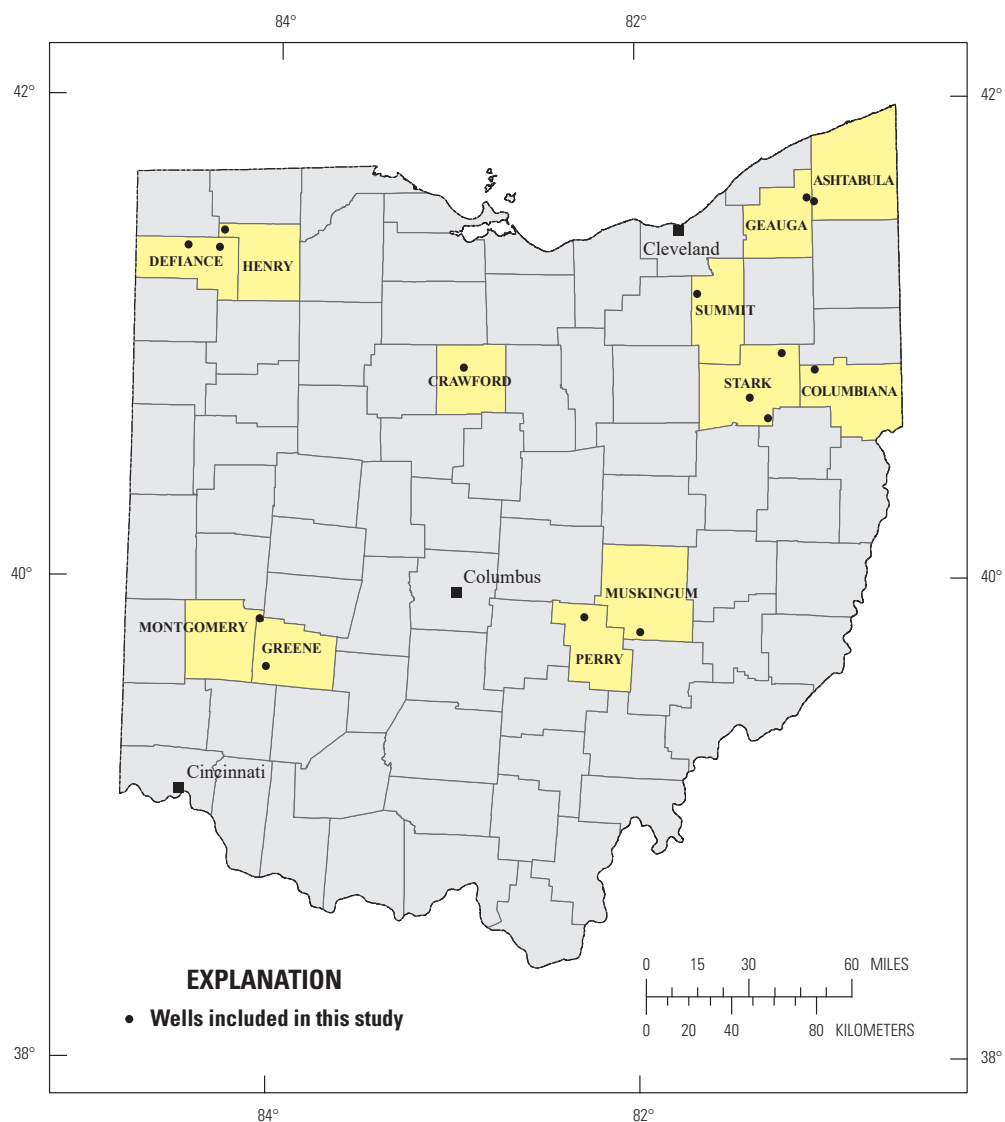 84° 82°
42° 42°
ASHTABULA
GEAUGA
Cleveland
DEFIANCE HENRY
SUMMIT
CRAWFORD STARK COLUMBIANA
40° Columbus 40°
MUSKINGUM
MONTGOMERY
GREENE PERRY
Cincinnati
EXPLANATION
Wells included in this study
0 15 30 60 MILES
0 20 40 80 KILOMETERS
38° 38°
84° 82°